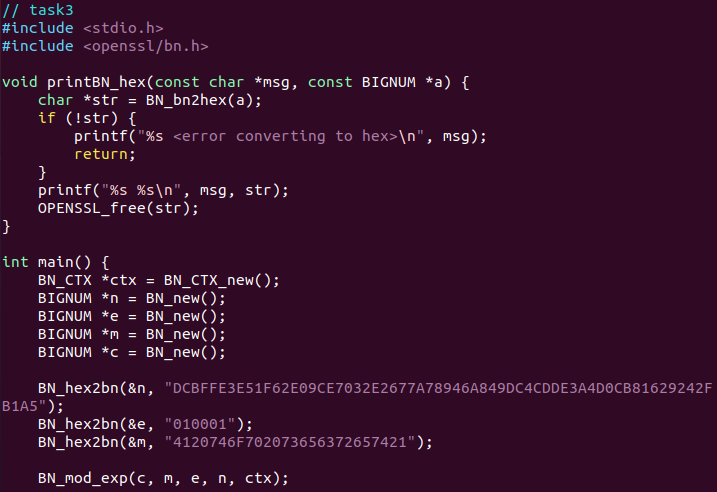 // task3
#include <stdio.h>
#include <openssl/bn.h>

void printBN_hex(const char *msg, const BIGNUM *a) {
    char *str = BN_bn2hex(a);
    if (!str) {
        printf("%s <error converting to hex>\n", msg);
        return;
    }
    printf("%s %s\n", msg, str);
    OPENSSL_free(str);
}

int main() {
    BN_CTX *ctx = BN_CTX_new();
    BIGNUM *n = BN_new();
    BIGNUM *e = BN_new();
    BIGNUM *m = BN_new();
    BIGNUM *c = BN_new();

    BN_hex2bn(&n, "DCBFFE3E51F62E09CE7032E2677A78946A849DC4CDDE3A4D0CB81629242F
B1A5");
    BN_hex2bn(&e, "010001");
    BN_hex2bn(&m, "4120746F702073656372657421");

    BN_mod_exp(c, m, e, n, ctx);